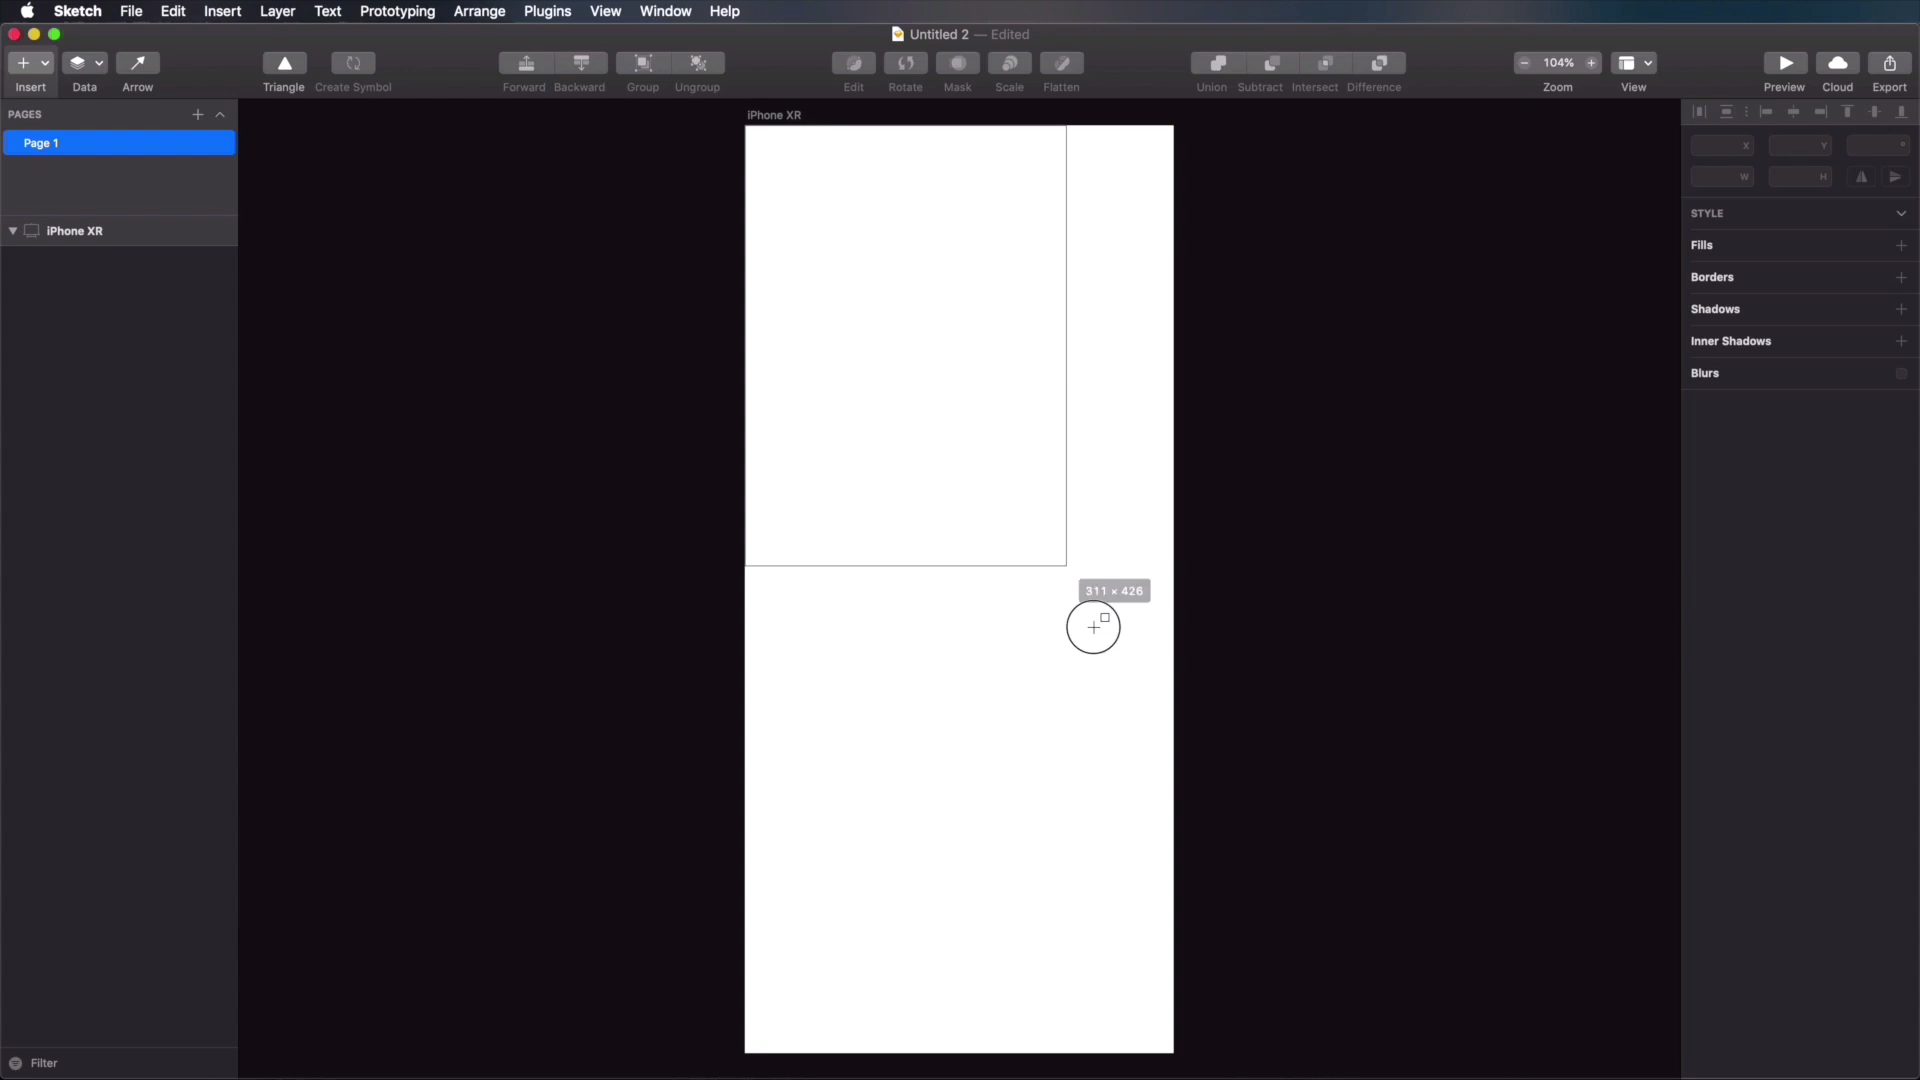 Sketch File Edit Insert Layer Text Prototyping Arrange Plugins View Window Help
Untitled 2 — Edited
104%
Insert Data Arrow Triangle Create Symbol Forward Backward Group Ungroup Edit Rotate Mask Scale Flatten Union Subtract Intersect Difference Zoom View Preview Cloud Export
PAGES
Page 1
iPhone XR
iPhone XR
311 × 426
X Y °
W H
STYLE
Fills
Borders
Shadows
Inner Shadows
Blurs
Filter